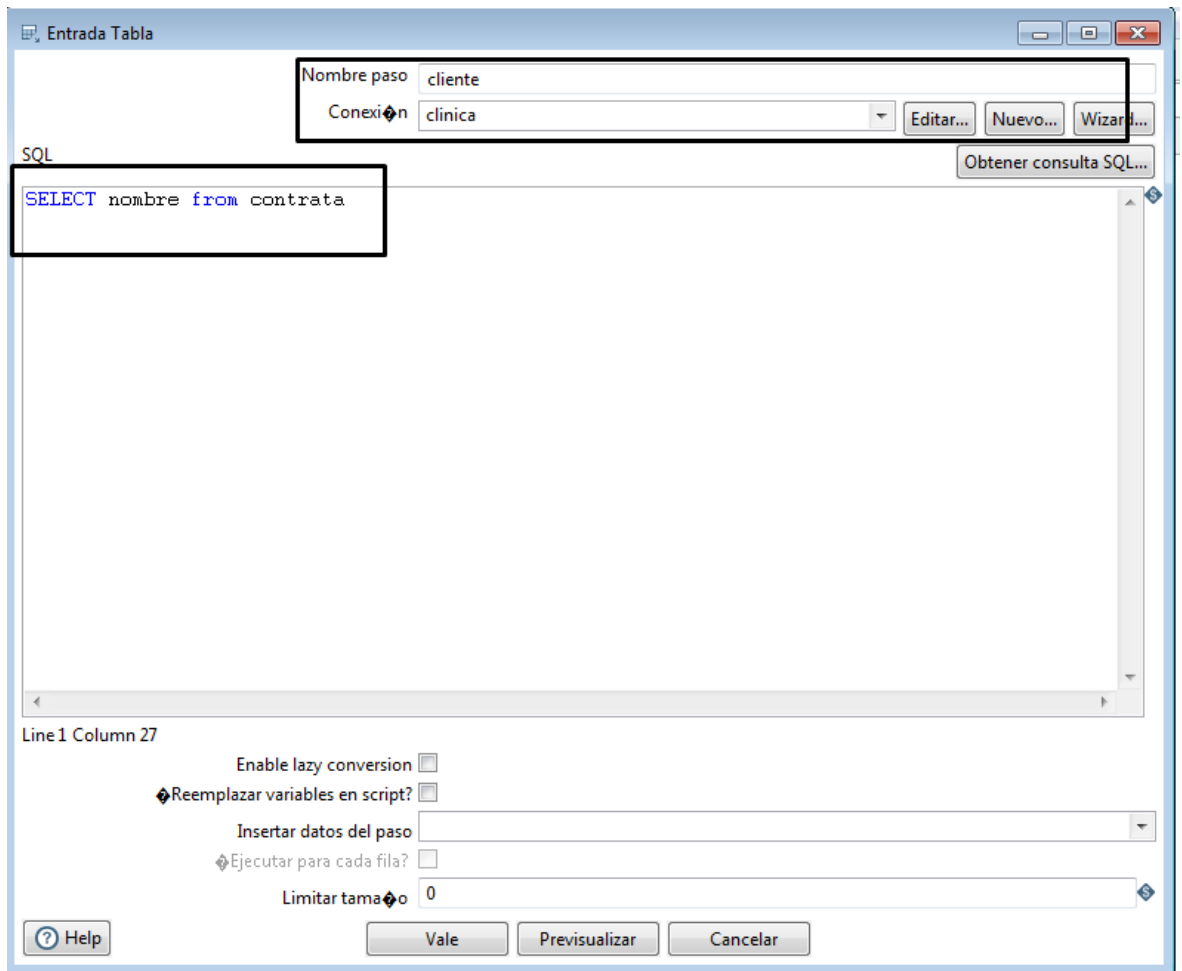 Entrada Tabla
Nombre paso cliente
Conexi�n clinica Editar... Nuevo... Wizard...
SQL Obtener consulta SQL...
SELECT nombre from contrata
Line 1 Column 27
Enable lazy conversion
�Reemplazar variables en script?
Insertar datos del paso
�Ejecutar para cada fila?
Limitar tama�o 0
Help Vale Previsualizar Cancelar